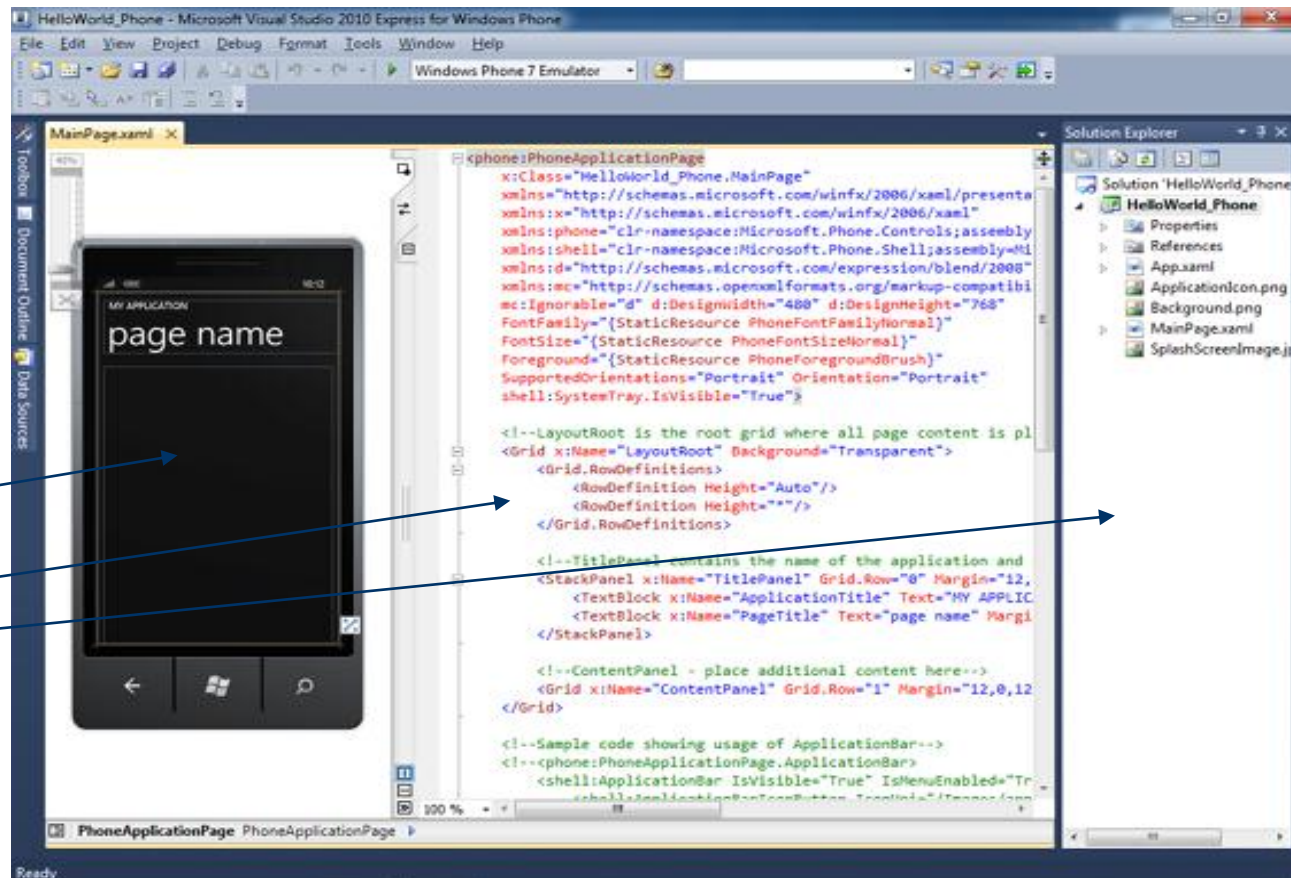 HelloWorld_Phone - Microsoft Visual Studio 2010 Express for Windows Phone
File Edit View Project Debug Format Tools Window Help
Windows Phone 7 Emulator
Toolbox
Document Outline
Data Sources
MainPage.xaml
MY APPLICATION
page name
<phone:PhoneApplicationPage
x:Class="HelloWorld_Phone.MainPage"
xmlns="http://schemas.microsoft.com/winfx/2006/xaml/presenta
xmlns:x="http://schemas.microsoft.com/winfx/2006/xaml"
xmlns:phone="clr-namespace:Microsoft.Phone.Controls;assembly
xmlns:shell="clr-namespace:Microsoft.Phone.Shell;assembly=Mi
xmlns:d="http://schemas.microsoft.com/expression/blend/2008"
xmlns:mc="http://schemas.openxmlformats.org/markup-compatibi
mc:Ignorable="d" d:DesignWidth="480" d:DesignHeight="768"
FontFamily="{StaticResource PhoneFontFamilyNormal}"
FontSize="{StaticResource PhoneFontSizeNormal}"
Foreground="{StaticResource PhoneForegroundBrush}"
SupportedOrientations="Portrait" Orientation="Portrait"
shell:SystemTray.IsVisible="True">
<!--LayoutRoot is the root grid where all page content is pl
<Grid x:Name="LayoutRoot" Background="Transparent">
<Grid.RowDefinitions>
<RowDefinition Height="Auto"/>
<RowDefinition Height="*"/>
</Grid.RowDefinitions>
<!--TitlePanel contains the name of the application and
<StackPanel x:Name="TitlePanel" Grid.Row="0" Margin="12,
<TextBlock x:Name="ApplicationTitle" Text="MY APPLIC
<TextBlock x:Name="PageTitle" Text="page name" Margi
</StackPanel>
<!--ContentPanel - place additional content here-->
<Grid x:Name="ContentPanel" Grid.Row="1" Margin="12,0,12
</Grid>
<!--Sample code showing usage of ApplicationBar-->
<!--<phone:PhoneApplicationPage.ApplicationBar>
<shell:ApplicationBar IsVisible="True" IsMenuEnabled="Tr
100 %
PhoneApplicationPage PhoneApplicationPage
Solution Explorer
Solution 'HelloWorld_Phone
HelloWorld_Phone
Properties
References
App.xaml
ApplicationIcon.png
Background.png
MainPage.xaml
SplashScreenImage.j
Ready